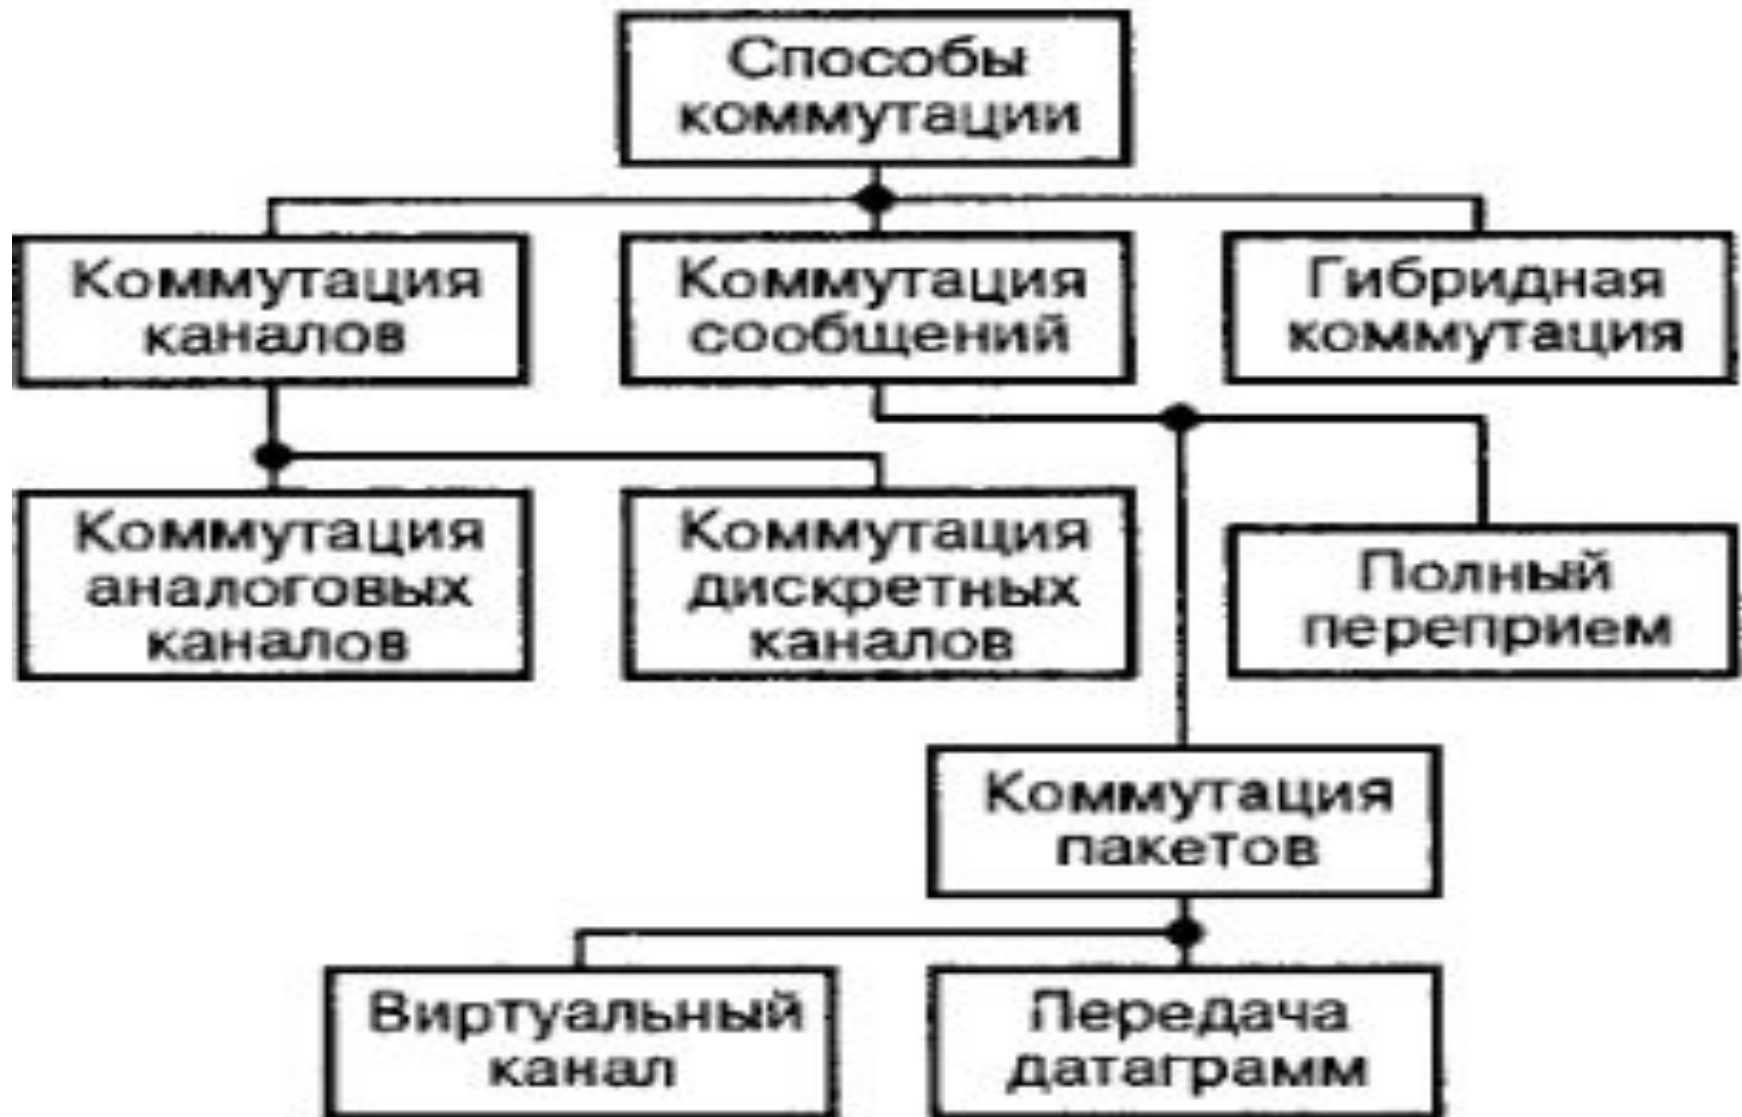 Способы
коммутации
Коммутация
каналов
Коммутация
сообщений
Гибридная
коммутация
Коммутация
аналоговых
каналов
Коммутация
дискретных
каналов
Полный
переприем
Коммутация
пакетов
Виртуальный
канал
Передача
датаграмм